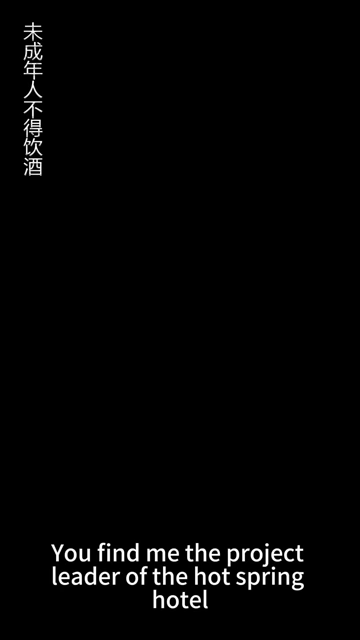 未成年人不得饮酒
You find me the project
leader of the hot spring
hotel